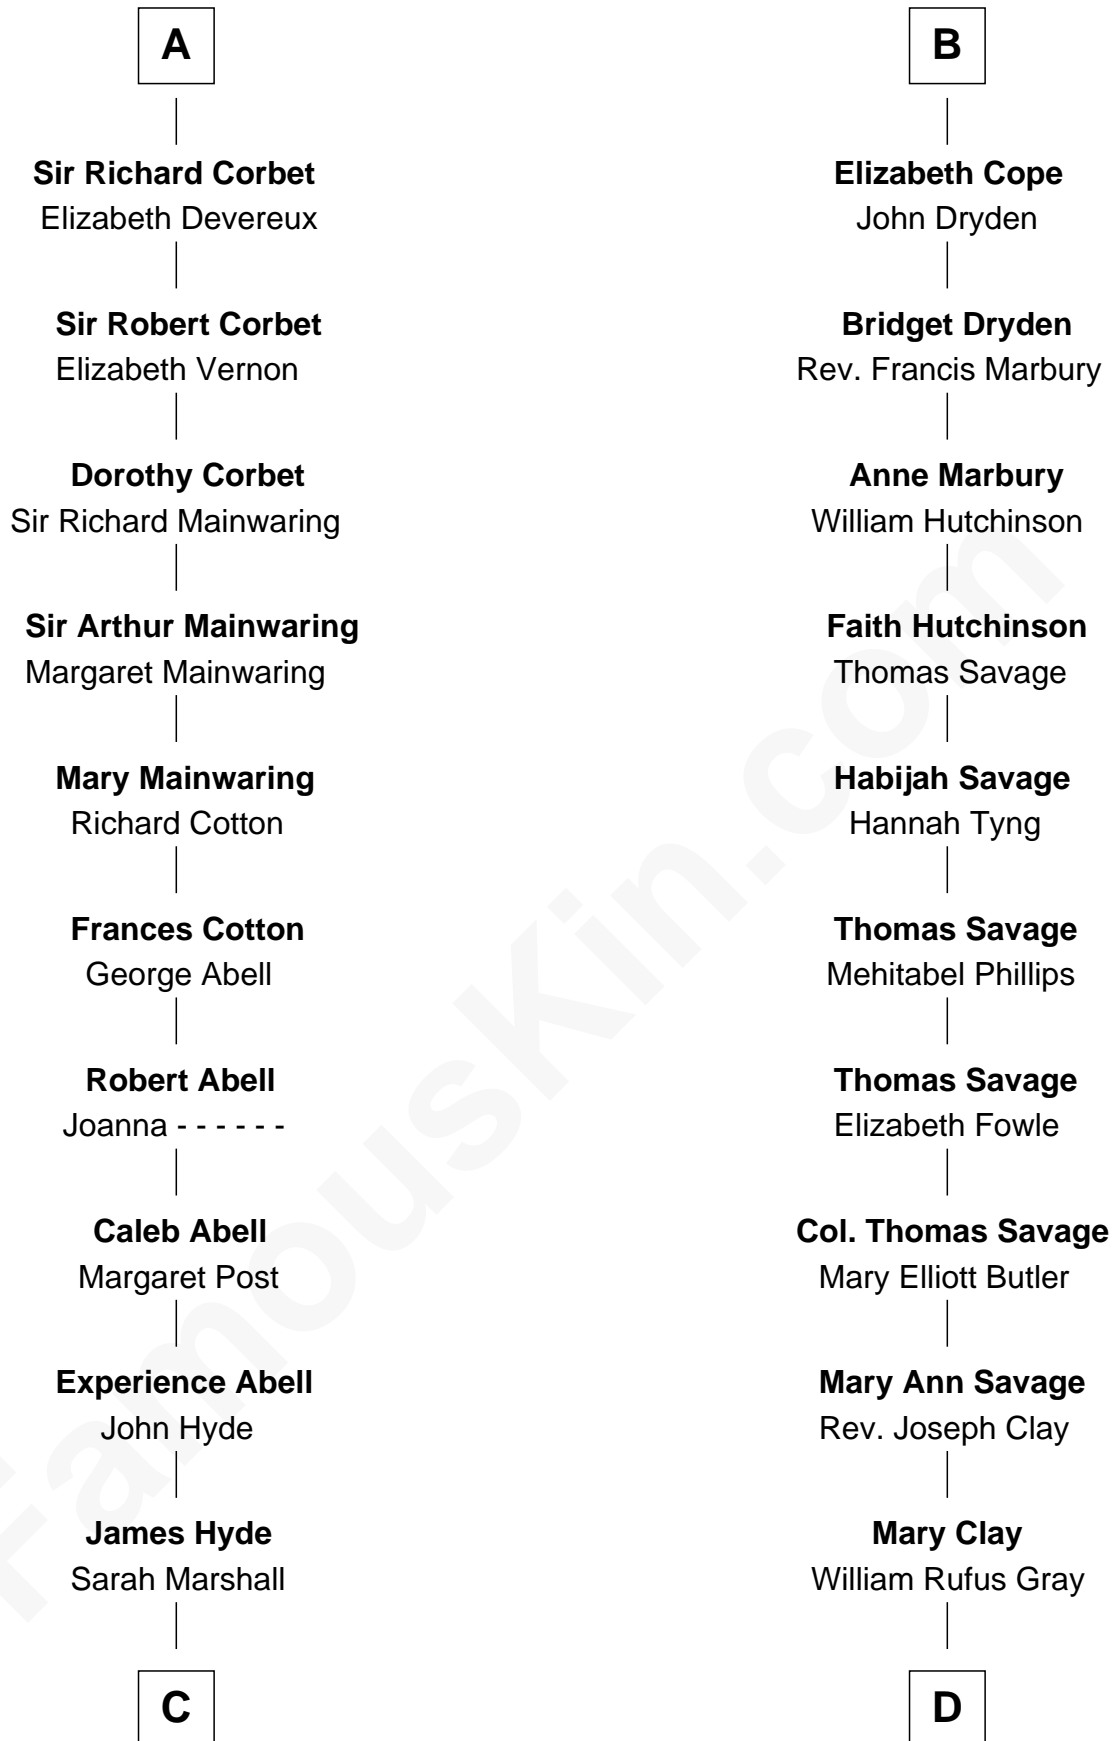 A
Sir Richard Corbet
Elizabeth Devereux
Sir Robert Corbet
Elizabeth Vernon
Dorothy Corbet
Sir Richard Mainwaring
Sir Arthur Mainwaring
Margaret Mainwaring
Mary Mainwaring
Richard Cotton
Frances Cotton
George Abell
Robert Abell
Joanna - - - - - -
Caleb Abell
Margaret Post
Experience Abell
John Hyde
James Hyde
Sarah Marshall
C
B
Elizabeth Cope
John Dryden
Bridget Dryden
Rev. Francis Marbury
Anne Marbury
William Hutchinson
Faith Hutchinson
Thomas Savage
Habijah Savage
Hannah Tyng
Thomas Savage
Mehitabel Phillips
Thomas Savage
Elizabeth Fowle
Col. Thomas Savage
Mary Elliott Butler
Mary Ann Savage
Rev. Joseph Clay
Mary Clay
William Rufus Gray
D
FamousKin.com